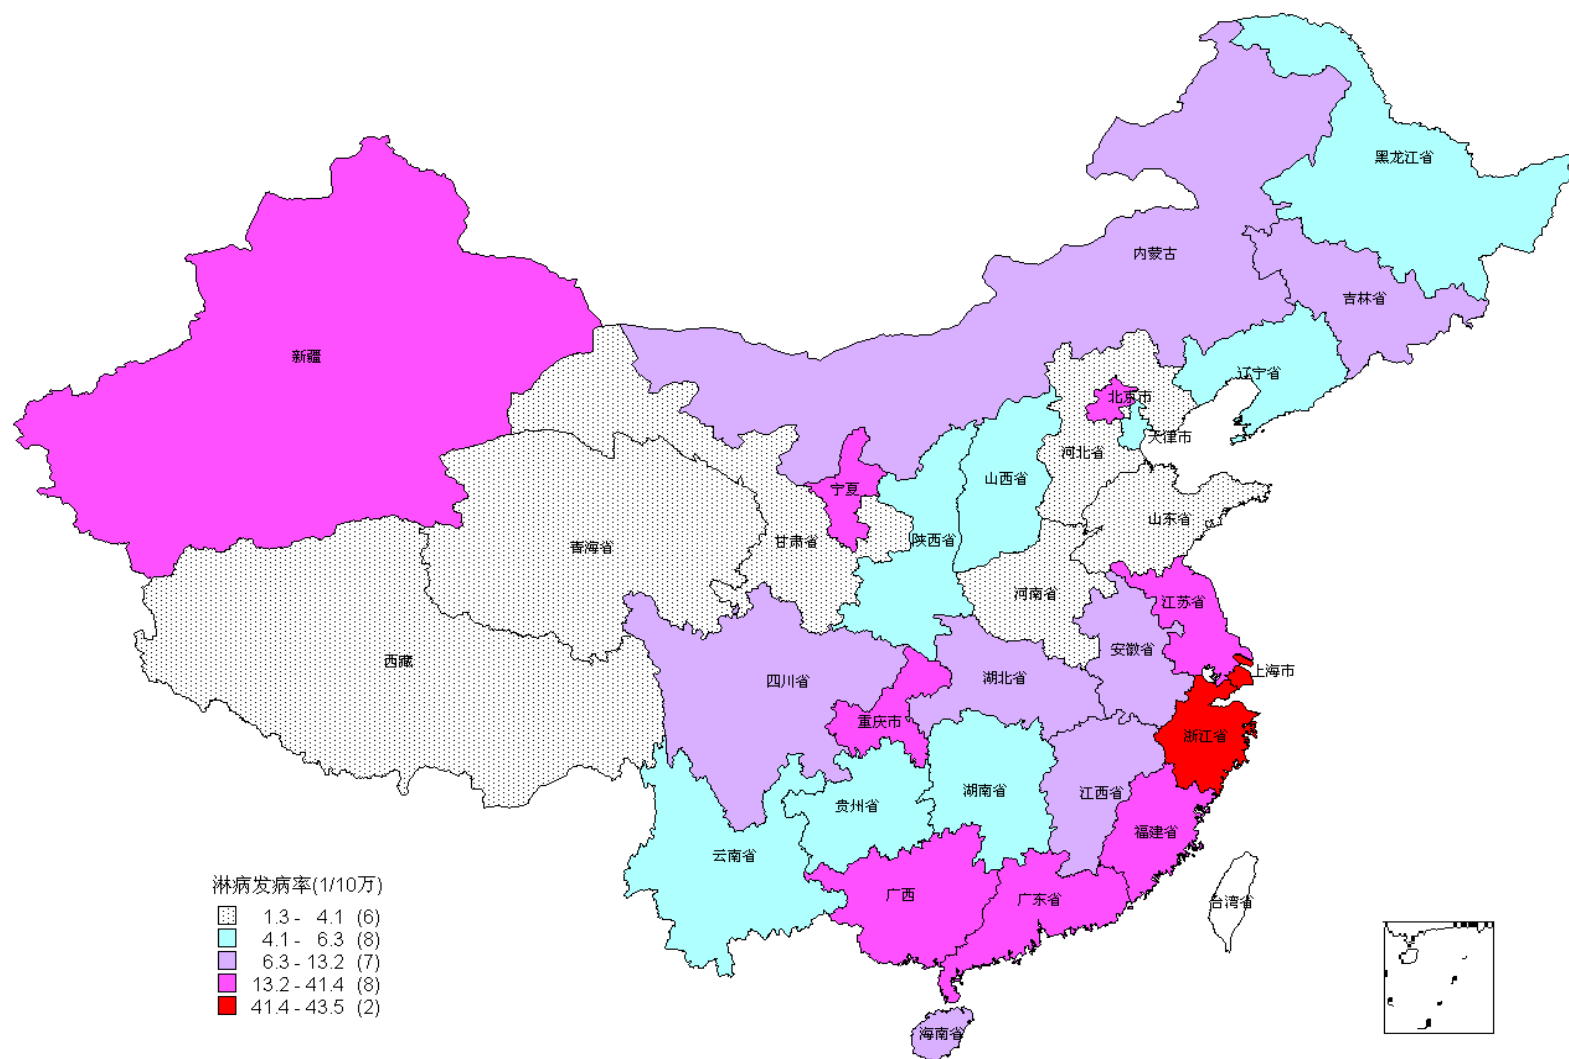 黑龙江省
内蒙古
吉林省
新疆
辽宁省
北京市
天津市
河北省
山西省
宁夏
山东省
陕西省
甘肃省
青海省
河南省
江苏省
安徽省
西藏
上海市
四川省
湖北省
重庆市
浙江省
湖南省
江西省
贵州省
福建省
云南省
广西
广东省
台湾省
海南省
淋病发病率(1/10万)
1.3 - 4.1 (6)
4.1 - 6.3 (8)
6.3 - 13.2 (7)
13.2 - 41.4 (8)
41.4 - 43.5 (2)